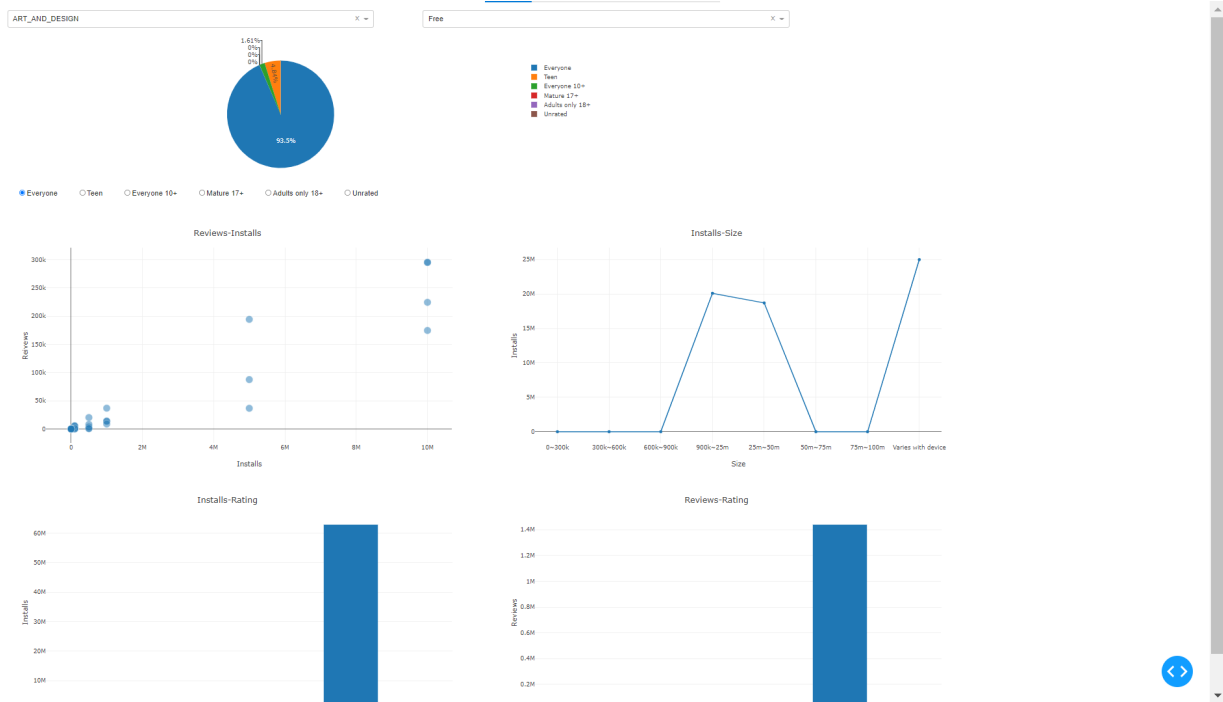 ART_AND_DESIGN
Free
1.61%
0%
0%
0%
4.84%
93.5%
Everyone
Teen
Everyone 10+
Mature 17+
Adults only 18+
Unrated
Everyone Teen Everyone 10+ Mature 17+ Adults only 18+ Unrated
Reviews-Installs
300k
250k
200k
150k
100k
50k
0
Reivews
0 2M 4M 6M 8M 10M
Installs
Installs-Size
25M
20M
15M
10M
5M
0
Installs
0~300k 300k~600k 600k~900k 900k~25m 25m~50m 50m~75m 75m~100m Varies with device
Size
Installs-Rating
60M
50M
40M
30M
20M
10M
Installs
Reviews-Rating
1.4M
1.2M
1M
0.8M
0.6M
0.4M
0.2M
Reviews